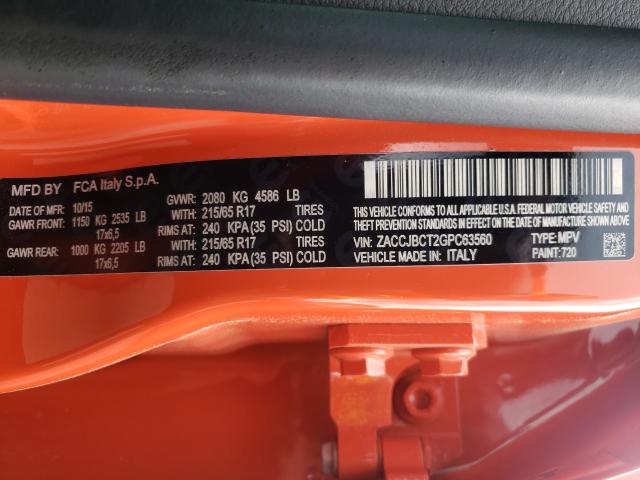 MFD BY FCA Italy S.p.A.
DATE OF MFR: 10/15 GVWR: 2080 KG 4586 LB
GAWR FRONT: 1150 KG 2535 LB WITH: 215/65 R17 TIRES
17x6,5 RIMS AT: 240 KPA (35 PSI) COLD
GAWR REAR: 1000 KG 2205 LB WITH: 215/65 R17 TIRES
17x6,5 RIMS AT: 240 KPA (35 PSI) COLD
THIS VEHICLE CONFORMS TO ALL APPLICABLE U.S.A. FEDERAL MOTOR VEHICLE SAFETY, BUMPER, AND
THEFT PREVENTION STANDARDS IN EFFECT ON THE DATE OF MANUFACTURE SHOWN ABOVE
VIN: ZACCJBCT2GPC63560 TYPE: MPV
VEHICLE MADE IN: ITALY PAINT: 720